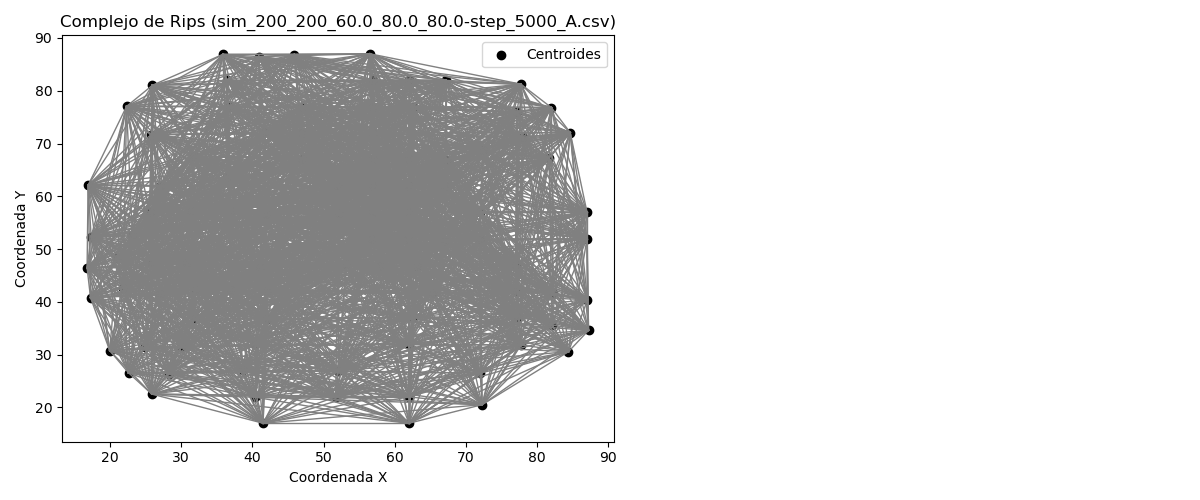 Complejo de Rips (sim_200_200_60.0_80.0_80.0-step_5000_A.csv)
Centroides
Coordenada Y
90
80
70
60
50
40
30
20
20 30 40 50 60 70 80 90
Coordenada X